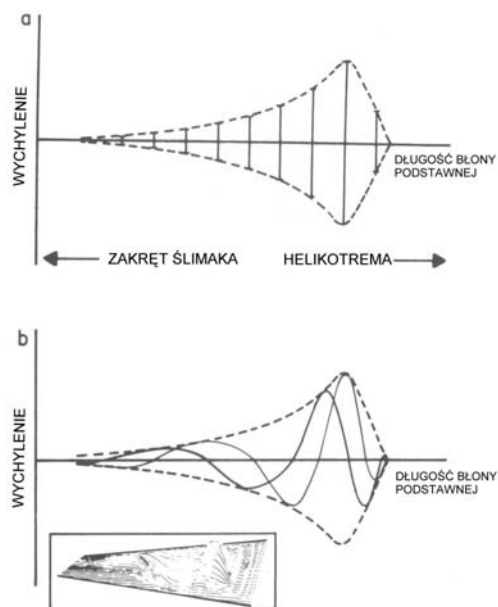 a
WYCHYLENIE
DŁUGOŚĆ BŁONY
PODSTAWNEJ
ZAKRĘT ŚLIMAKA
HELIKOTREMA
b
WYCHYLENIE
DŁUGOŚĆ BŁONY
PODSTAWNEJ